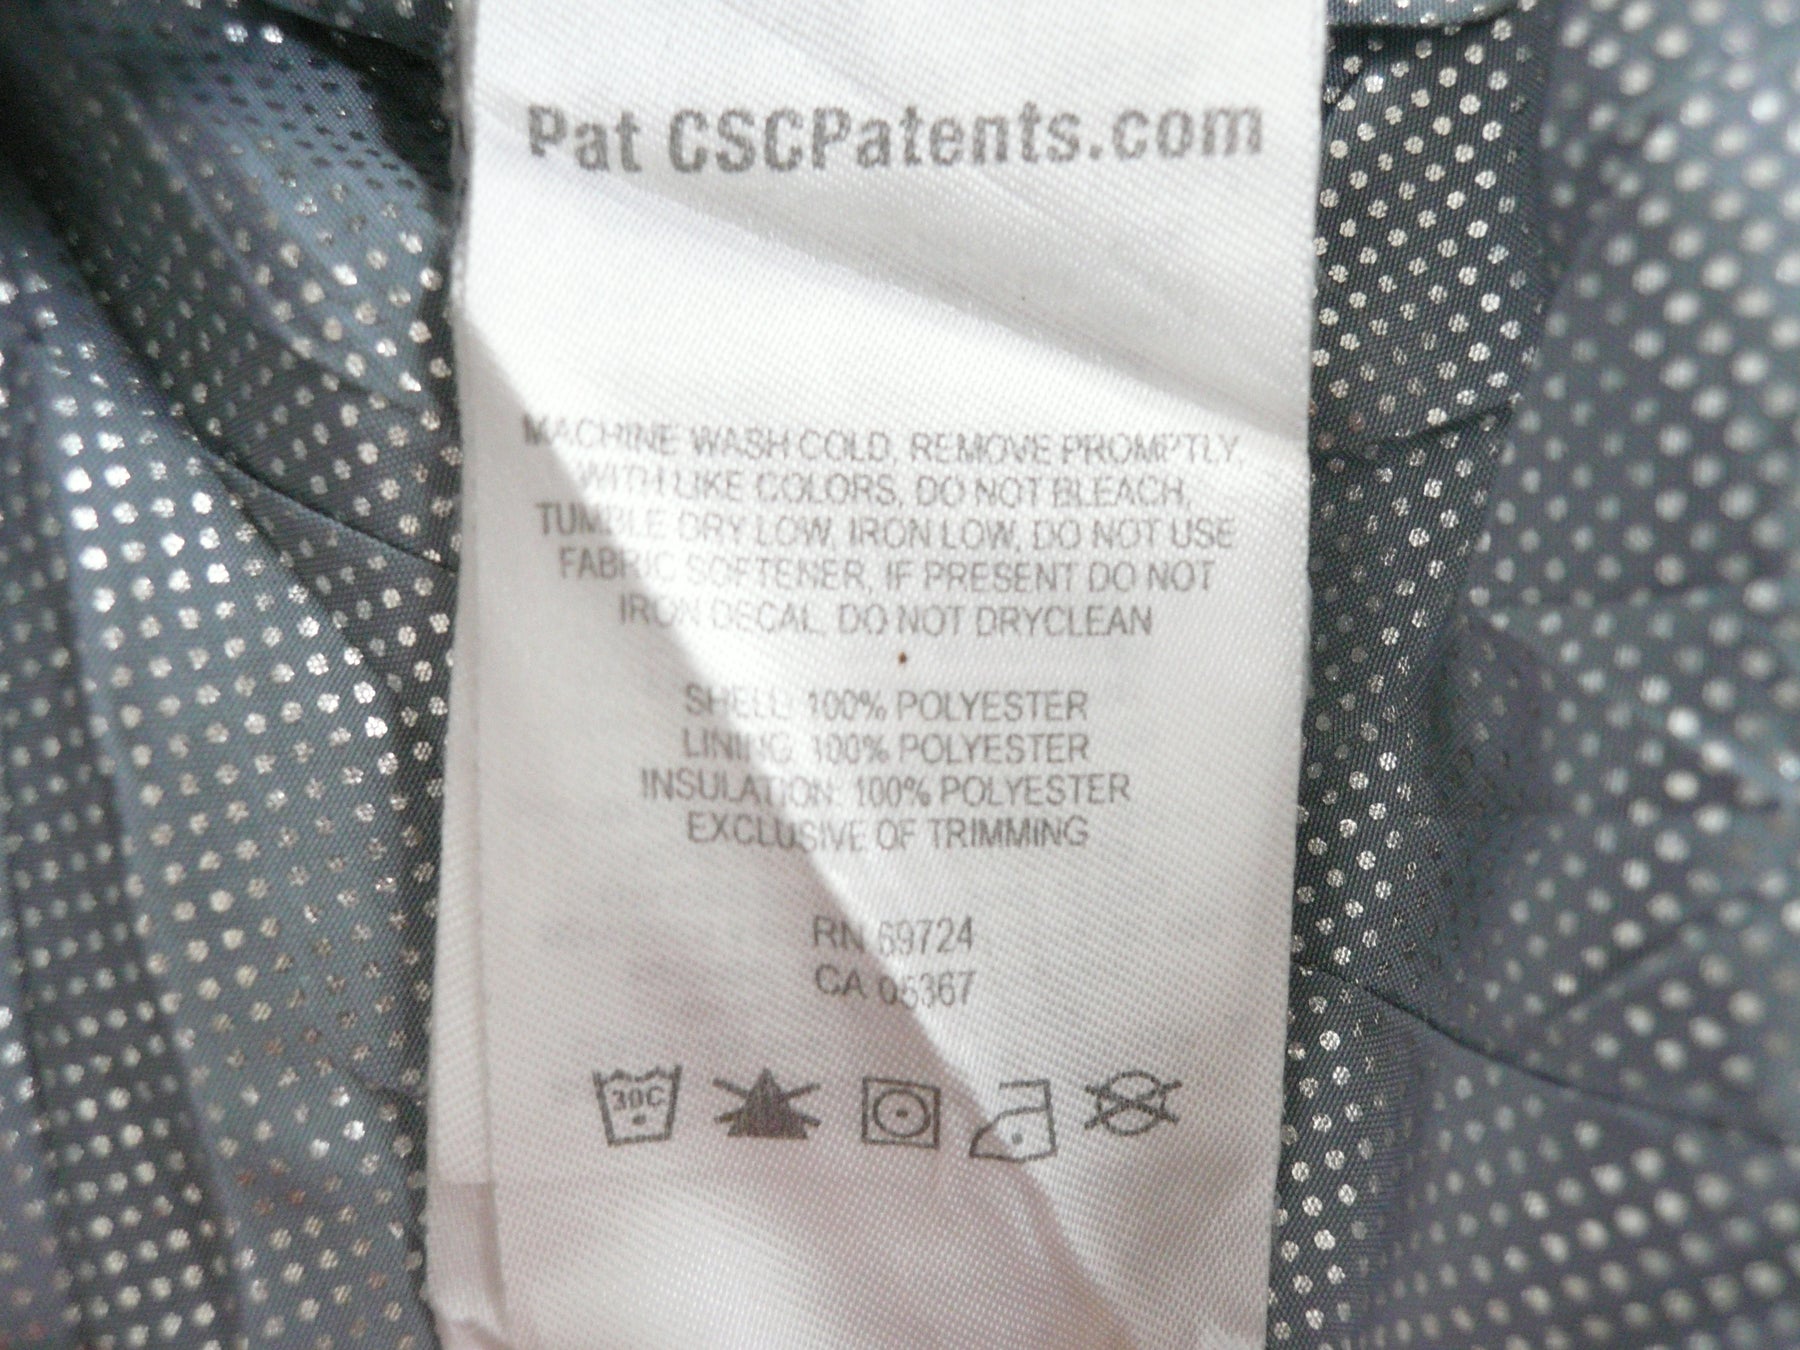 Pat CSCPatents.com
MACHINE WASH COLD, REMOVE PROMPTLY,
WITH LIKE COLORS, DO NOT BLEACH,
TUMBLE DRY LOW, IRON LOW, DO NOT USE
FABRIC SOFTENER, IF PRESENT DO NOT
IRON DECAL, DO NOT DRYCLEAN
SHELL: 100% POLYESTER
LINING: 100% POLYESTER
INSULATION: 100% POLYESTER
EXCLUSIVE OF TRIMMING
RN 69724
CA 05367
30C